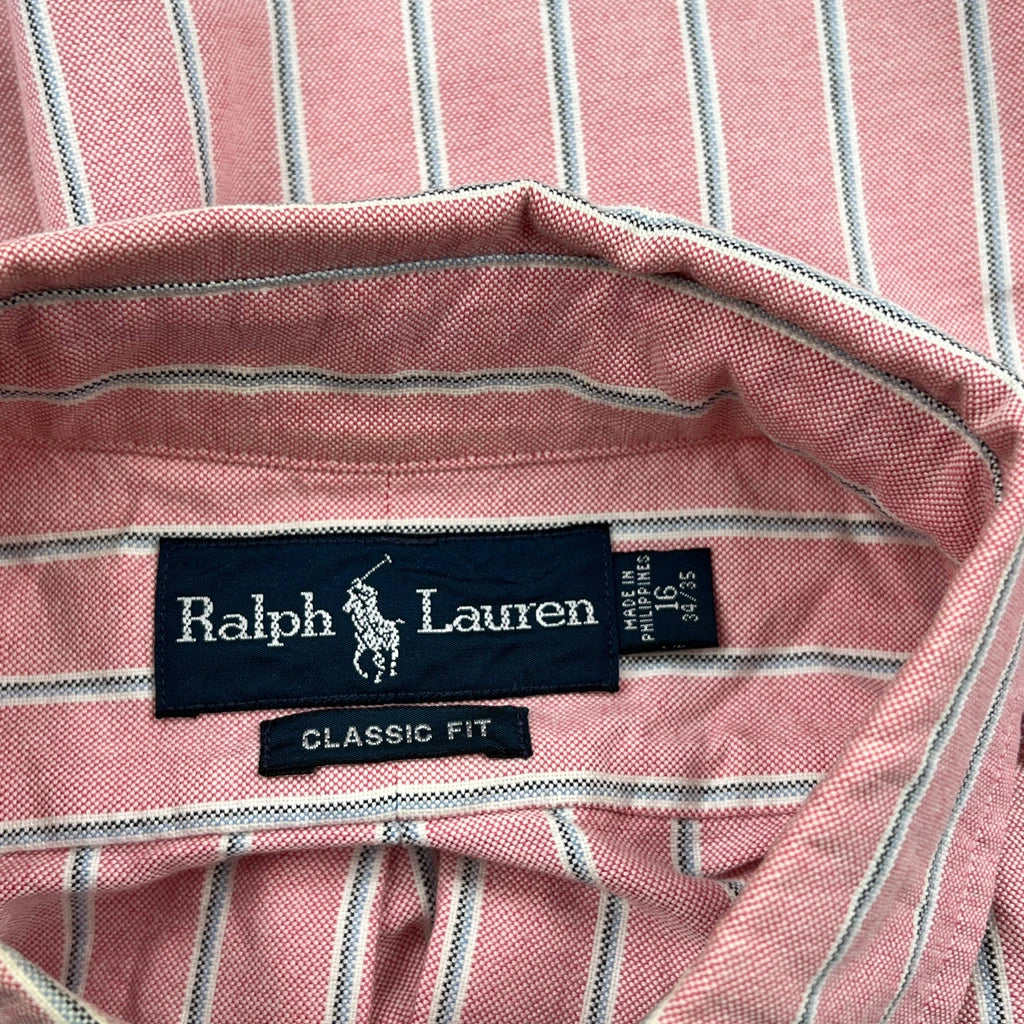 Ralph Lauren
CLASSIC FIT
MADE IN
PHILIPPINES
16
34/35